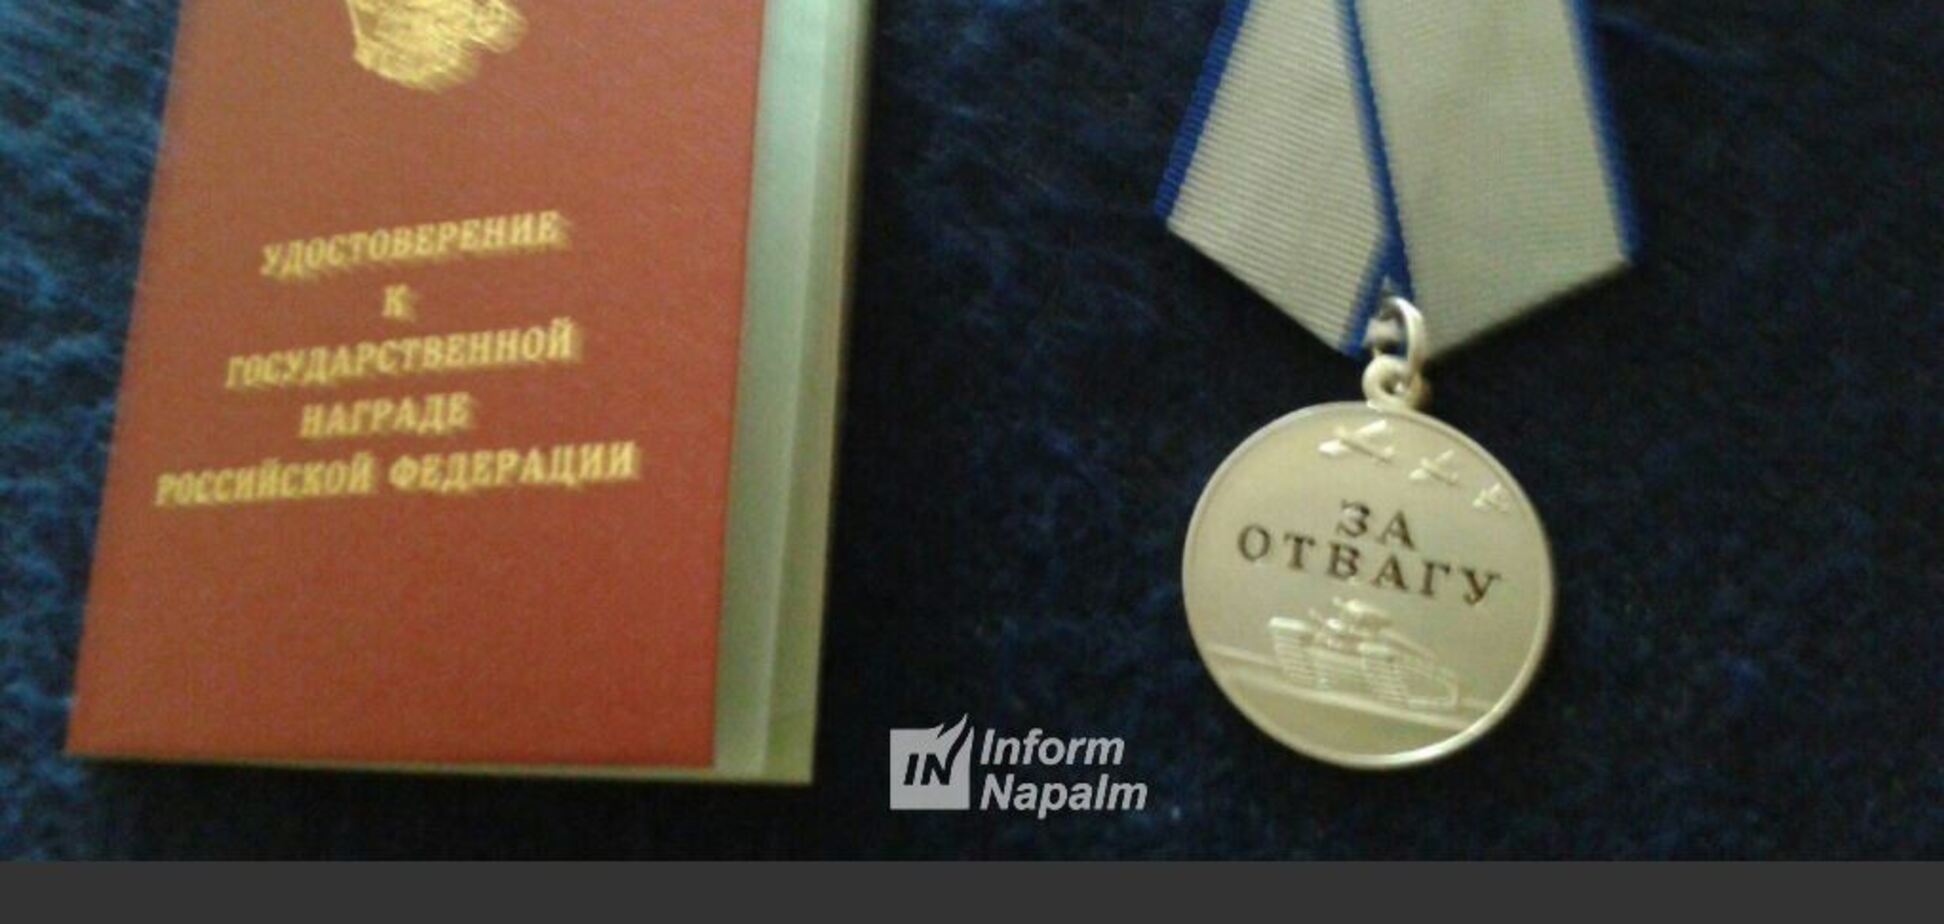 УДОСТОВЕРЕНИЕ
К
ГОСУДАРСТВЕННОЙ
НАГРАДЕ
РОССИЙСКОЙ ФЕДЕРАЦИИ
ЗА
ОТВАГУ
IN
Inform
Napalm